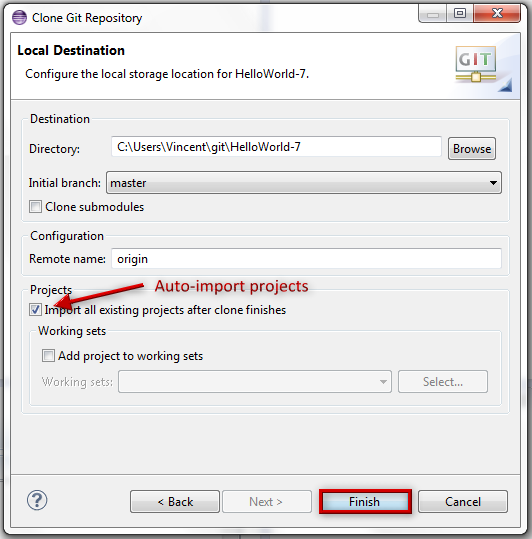 Clone Git Repository
Local Destination
Configure the local storage location for HelloWorld-7.
GIT
Destination
Directory: C:\Users\Vincent\git\HelloWorld-7 Browse
Initial branch: master
Clone submodules
Configuration
Remote name: origin
Projects
Auto-import projects
Import all existing projects after clone finishes
Working sets
Add project to working sets
Working sets: Select...
? < Back Next > Finish Cancel